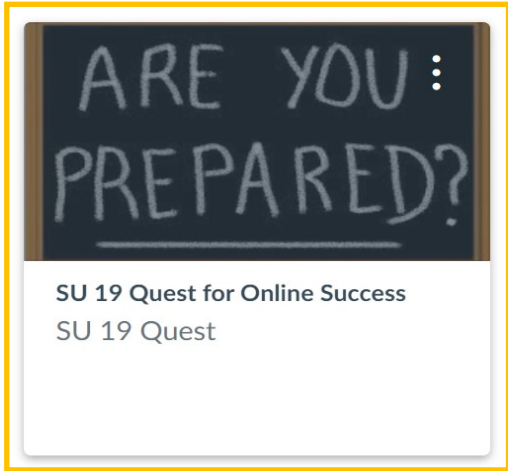 ARE YOU
PREPARED?
SU 19 Quest for Online Success
SU 19 Quest